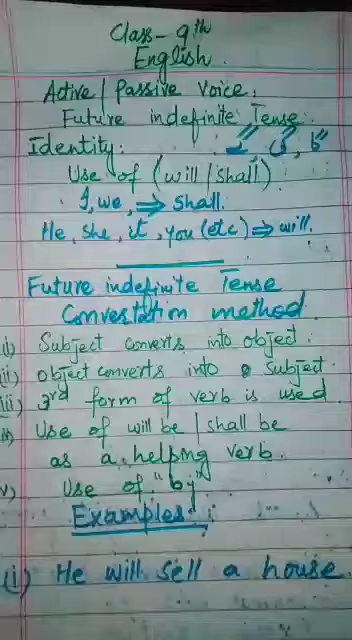 Class - 9th
English.
Active / Passive Voice:
Future indefinite Tense.
Identity:
Use of (will / shall)
I, we, ⇒ shall.
He, she, it, you (etc) ⇒ will.
Future indefinite Tense
Convestation method.
(i) Subject converts into object.
(ii) object converts into Subject.
(iii) 3rd form of verb is used.
iv) Use of will be / shall be
as a helping verb.
v) Use of "by"
Examples:
(i) He will sell a house.